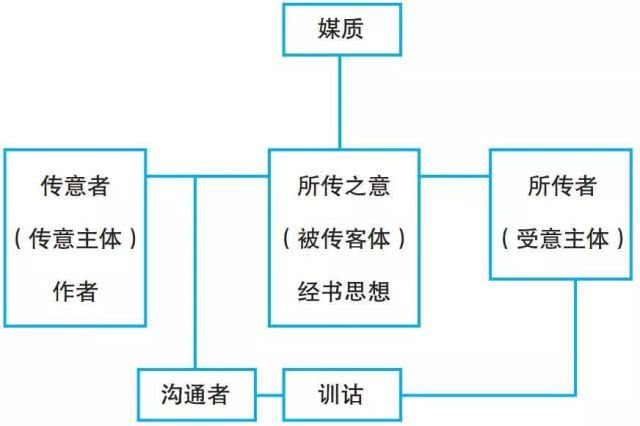 媒质
传意者
（传意主体）
作者
所传之意
（被传客体）
经书思想
所传者
（受意主体）
沟通者
训诂